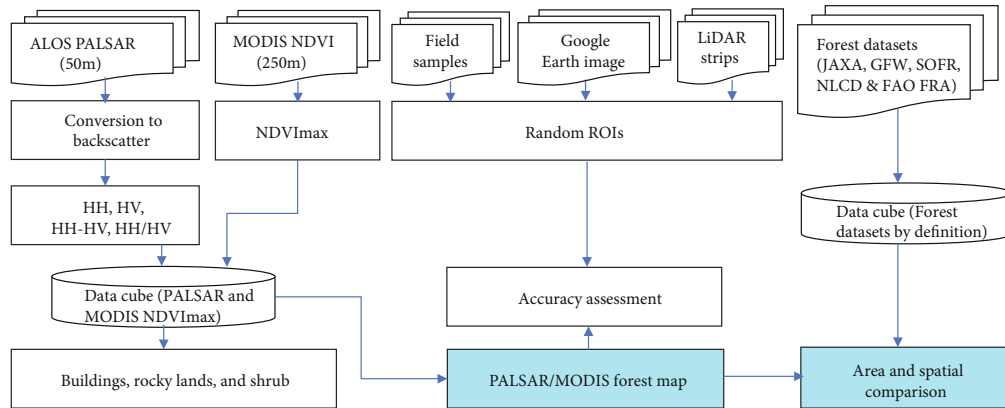 ALOS PALSAR
(50m)
MODIS NDVI
(250m)
Field
samples
Google
Earth image
LiDAR
strips
Forest datasets
(JAXA, GFW, SOFR,
NLCD & FAO FRA)
Conversion to
backscatter
NDVImax
Random ROIs
HH, HV,
HH-HV, HH/HV
Data cube (Forest
datasets by definition)
Data cube (PALSAR and
MODIS NDVImax)
Accuracy assessment
Buildings, rocky lands, and shrub
PALSAR/MODIS forest map
Area and spatial
comparison